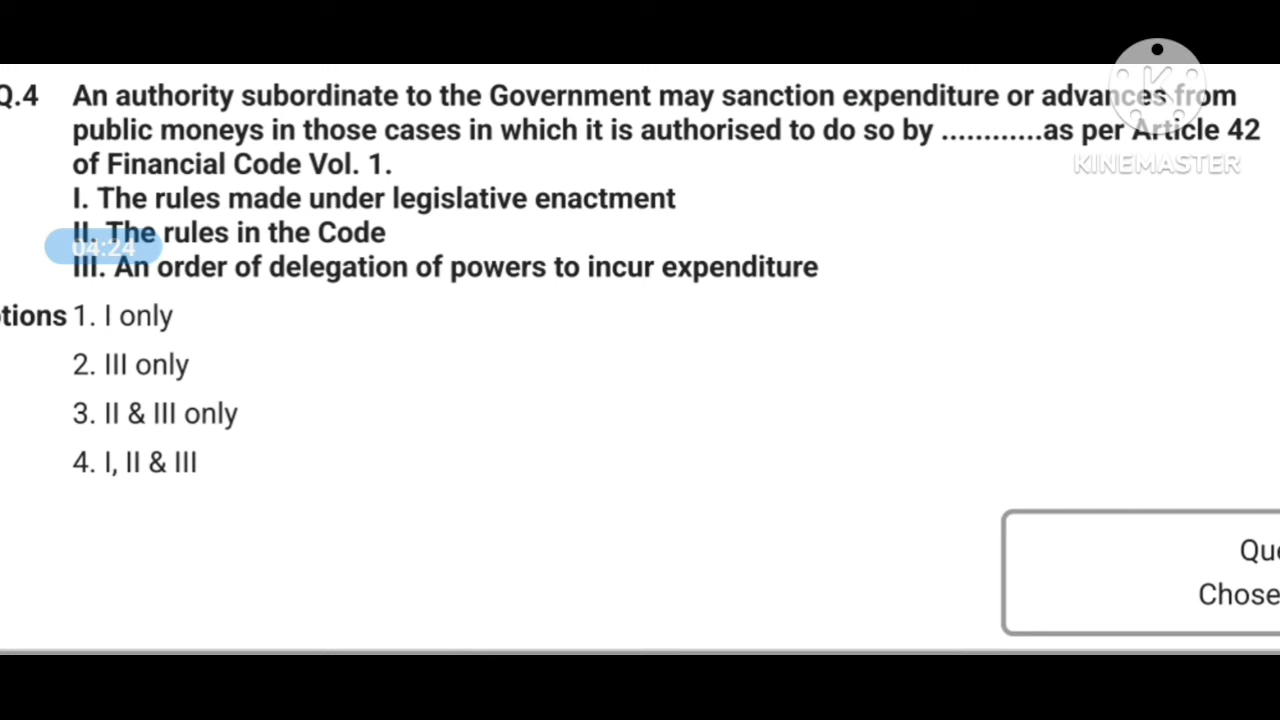 Q.4 An authority subordinate to the Government may sanction expenditure or advances from
public moneys in those cases in which it is authorised to do so by ............as per Article 42
of Financial Code Vol. 1.
KINEMASTER
I. The rules made under legislative enactment
II. The rules in the Code
04:24
III. An order of delegation of powers to incur expenditure
tions 1. I only
2. III only
3. II & III only
4. I, II & III
Que
Chose